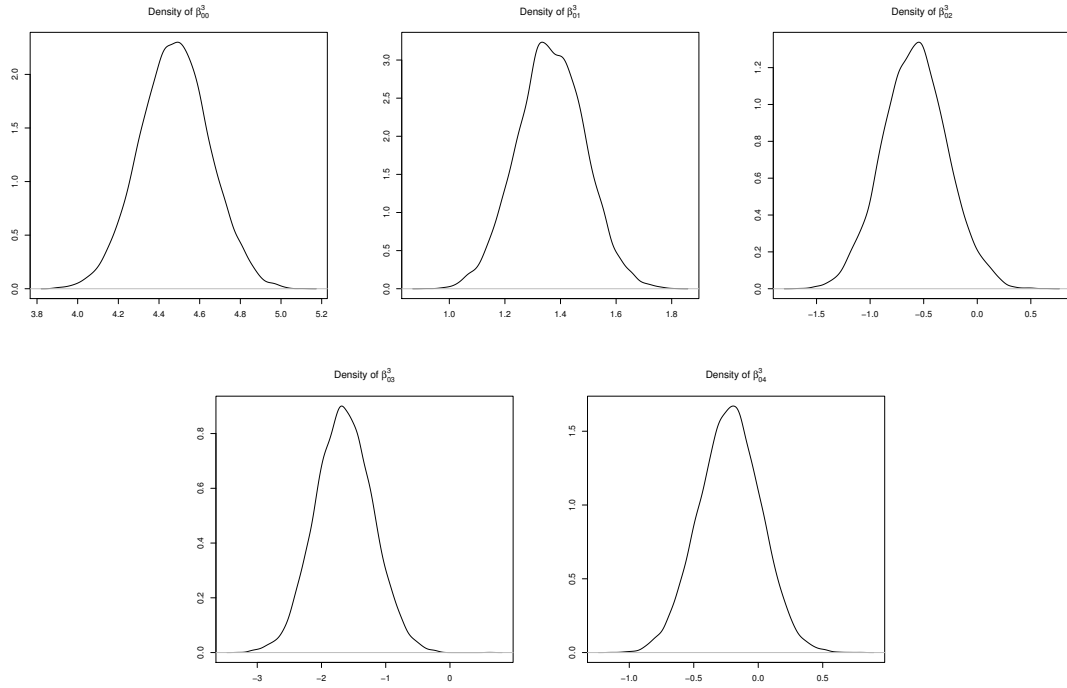 Density of β³₀₀
0.0 0.5 1.0 1.5 2.0
3.8 4.0 4.2 4.4 4.6 4.8 5.0 5.2
Density of β³₀₁
0.0 0.5 1.0 1.5 2.0 2.5 3.0
1.0 1.2 1.4 1.6 1.8
Density of β³₀₂
0.0 0.2 0.4 0.6 0.8 1.0 1.2
−1.5 −1.0 −0.5 0.0 0.5
Density of β³₀₃
0.0 0.2 0.4 0.6 0.8
−3 −2 −1 0
Density of β³₀₄
0.0 0.5 1.0 1.5
−1.0 −0.5 0.0 0.5